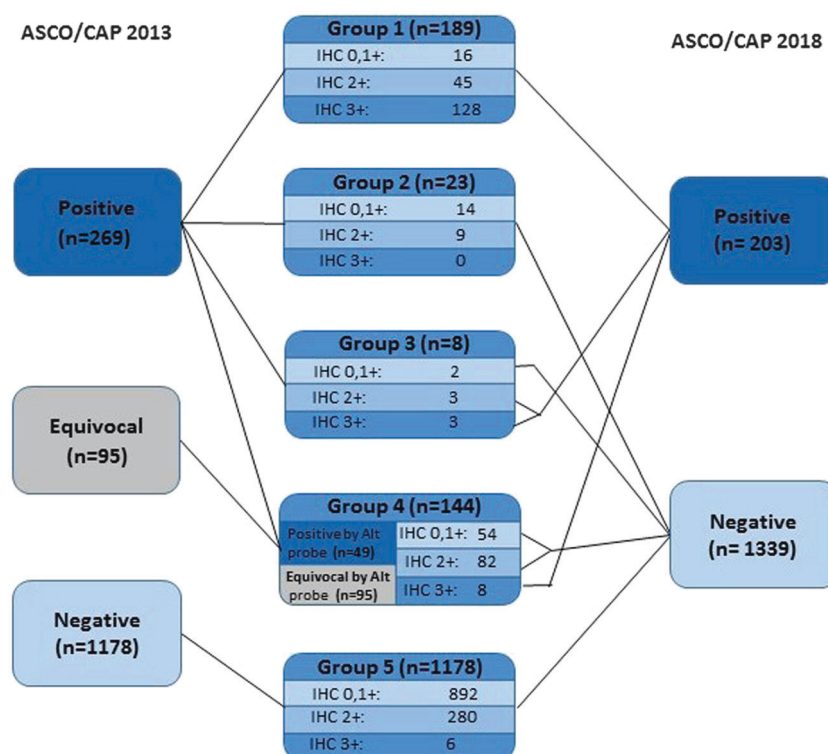 ASCO/CAP 2013
ASCO/CAP 2018
Positive
(n=269)
Equivocal
(n=95)
Negative
(n=1178)
Group 1 (n=189)
IHC 0,1+: 16
IHC 2+: 45
IHC 3+: 128
Group 2 (n=23)
IHC 0,1+: 14
IHC 2+: 9
IHC 3+: 0
Group 3 (n=8)
IHC 0,1+: 2
IHC 2+: 3
IHC 3+: 3
Group 4 (n=144)
Positive by Alt
probe (n=49)
Equivocal by Alt
probe (n=95)
IHC 0,1+: 54
IHC 2+: 82
IHC 3+: 8
Group 5 (n=1178)
IHC 0,1+: 892
IHC 2+: 280
IHC 3+: 6
Positive
(n= 203)
Negative
(n= 1339)